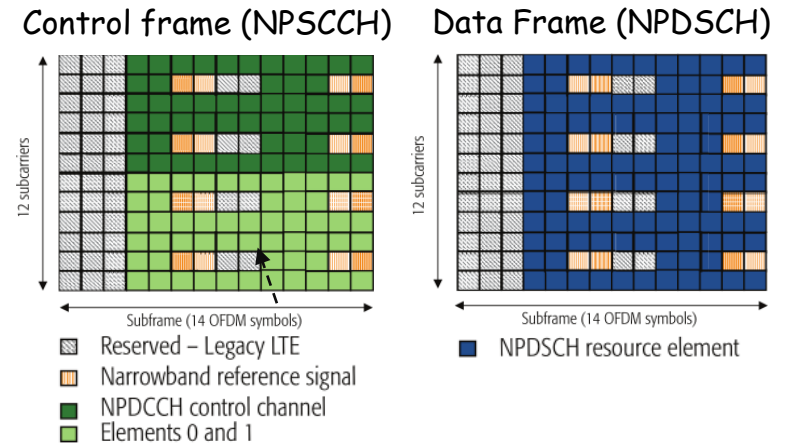 Control frame (NPSCCH)
Data Frame (NPDSCH)
12 subcarriers
12 subcarriers
Subframe (14 OFDM symbols)
Subframe (14 OFDM symbols)
Reserved – Legacy LTE
NPDSCH resource element
Narrowband reference signal
NPDCCH control channel
Elements 0 and 1